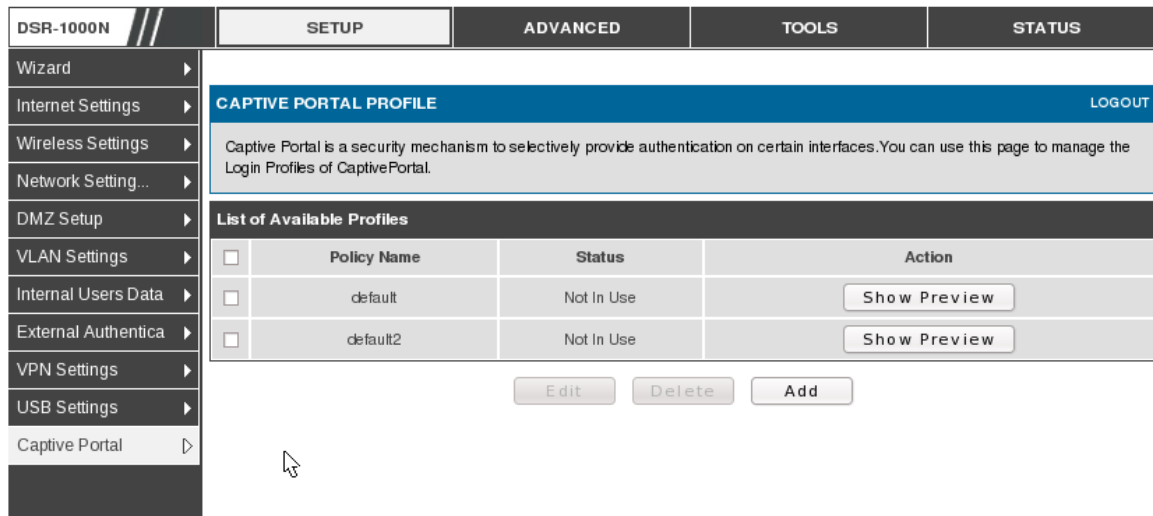 DSR-1000N
SETUP
ADVANCED
TOOLS
STATUS
Wizard
Internet Settings
Wireless Settings
Network Setting...
DMZ Setup
VLAN Settings
Internal Users Data
External Authentica
VPN Settings
USB Settings
Captive Portal
CAPTIVE PORTAL PROFILE
LOGOUT
Captive Portal is a security mechanism to selectively provide authentication on certain interfaces.You can use this page to manage the
Login Profiles of CaptivePortal.
List of Available Profiles
Policy Name Status Action
default Not In Use Show Preview
default2 Not In Use Show Preview
Edit Delete Add